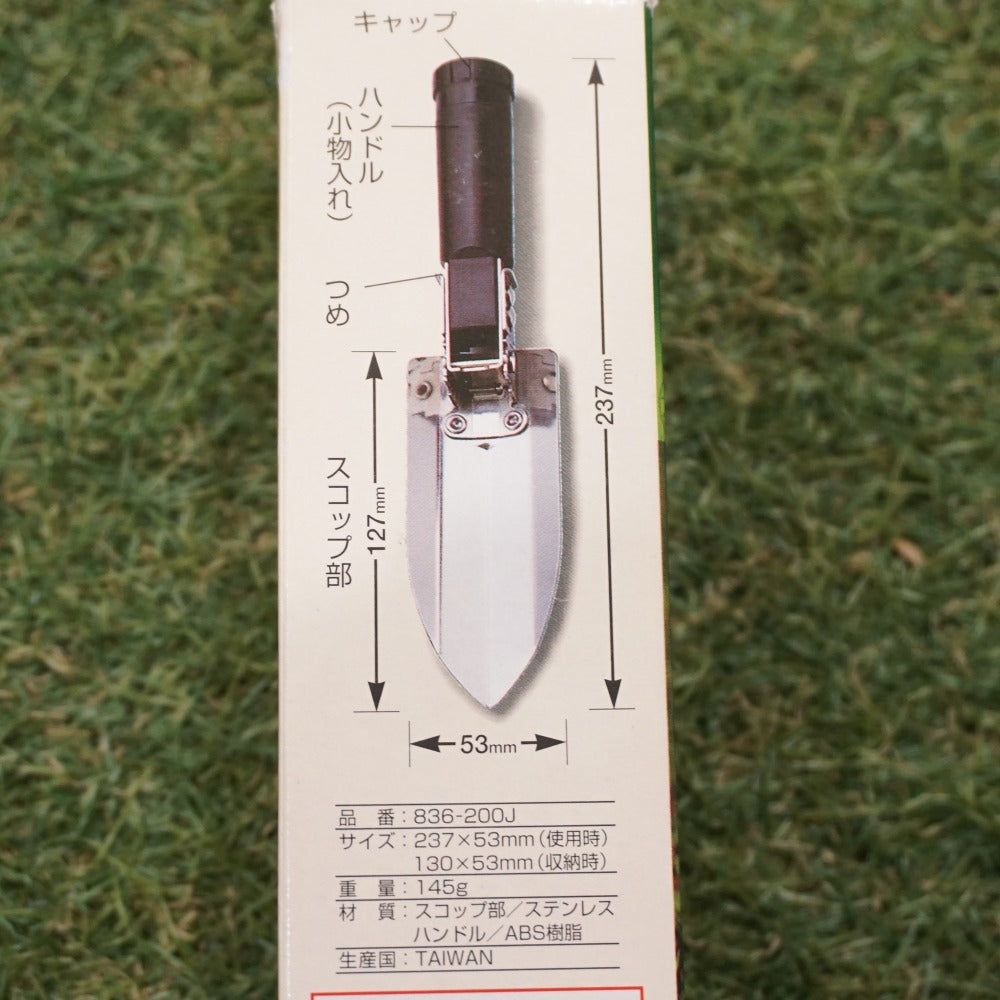 キャップ
ハンドル
（小物入れ）
つめ
237mm
127mm
スコップ部
53mm
品　番：836-200J
サイズ：237×53mm（使用時）
130×53mm（収納時）
重　量：145g
材　質：スコップ部／ステンレス
ハンドル／ABS樹脂
生産国：TAIWAN